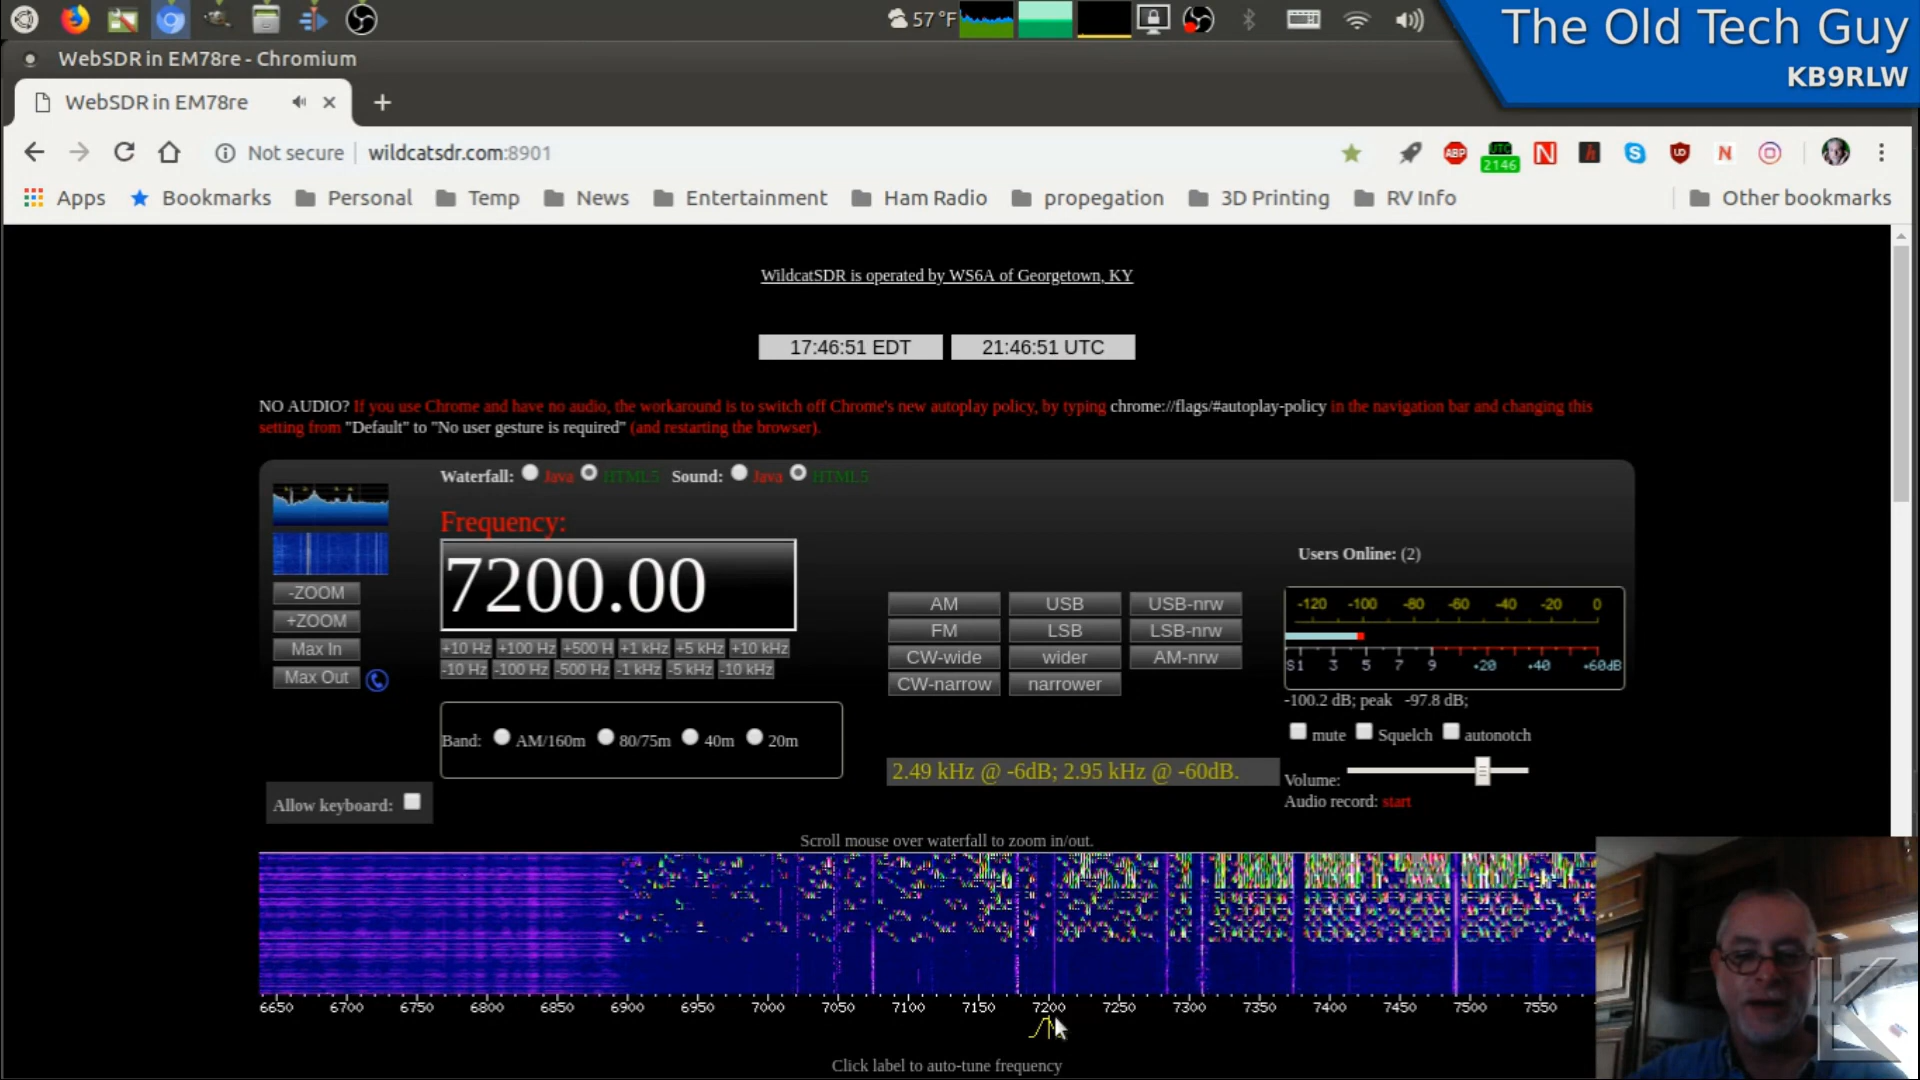 57 °F
The Old Tech Guy
KB9RLW
WebSDR in EM78re - Chromium
WebSDR in EM78re
Not secure wildcatsdr.com:8901
ABP UTC 2146 N h S UD N
Apps Bookmarks Personal Temp News Entertainment Ham Radio propegation 3D Printing RV Info Other bookmarks
WildcatSDR is operated by WS6A of Georgetown, KY
17:46:51 EDT 21:46:51 UTC
NO AUDIO? If you use Chrome and have no audio, the workaround is to switch off Chrome's new autoplay policy, by typing chrome://flags/#autoplay-policy in the navigation bar and changing this
setting from "Default" to "No user gesture is required" (and restarting the browser).
Waterfall: Java HTML5 Sound: Java HTML5
Frequency:
7200.00
Users Online: (2)
-ZOOM
+ZOOM
Max In
Max Out
+10 Hz +100 Hz +500 H +1 kHz +5 kHz +10 kHz
-10 Hz -100 Hz -500 Hz -1 kHz -5 kHz -10 kHz
AM USB USB-nrw
FM LSB LSB-nrw
CW-wide wider AM-nrw
CW-narrow narrower
-120 -100 -80 -60 -40 -20 0
S1 3 5 7 9 +20 +40 +60dB
-100.2 dB; peak -97.8 dB;
mute Squelch autonotch
Band: AM/160m 80/75m 40m 20m
2.49 kHz @ -6dB; 2.95 kHz @ -60dB.
Volume:
Audio record: start
Allow keyboard:
Scroll mouse over waterfall to zoom in/out.
6650 6700 6750 6800 6850 6900 6950 7000 7050 7100 7150 7200 7250 7300 7350 7400 7450 7500 7550
Click label to auto-tune frequency
K